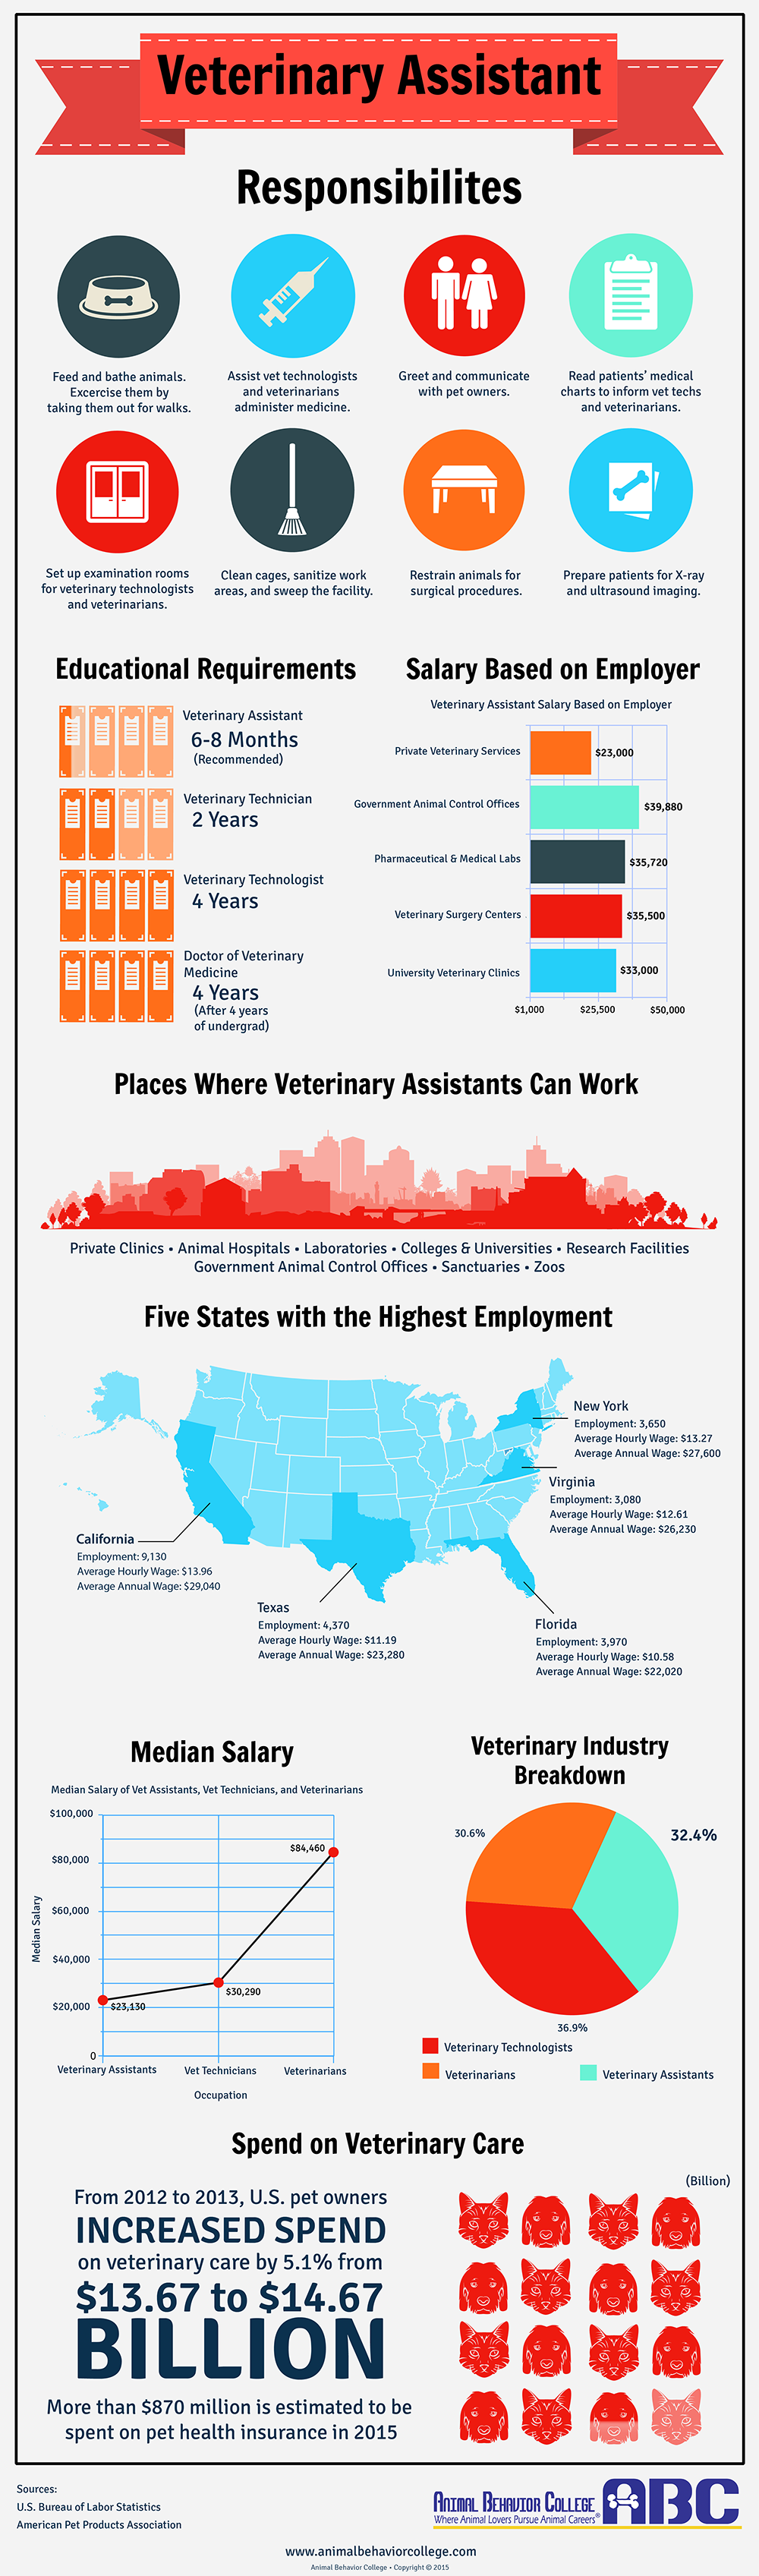 Veterinary Assistant
Responsibilites
Feed and bathe animals.
Excercise them by
taking them out for walks.
Assist vet technologists
and veterinarians
administer medicine.
Greet and communicate
with pet owners.
Read patients' medical
charts to inform vet techs
and veterinarians.
Set up examination rooms
for veterinary technologists
and veterinarians.
Clean cages, sanitize work
areas, and sweep the facility.
Restrain animals for
surgical procedures.
Prepare patients for X-ray
and ultrasound imaging.
Educational Requirements
Veterinary Assistant
6-8 Months
(Recommended)
Veterinary Technician
2 Years
Veterinary Technologist
4 Years
Doctor of Veterinary
Medicine
4 Years
(After 4 years
of undergrad)
Salary Based on Employer
Veterinary Assistant Salary Based on Employer
Private Veterinary Services
$23,000
Government Animal Control Offices
$39,880
Pharmaceutical & Medical Labs
$35,720
Veterinary Surgery Centers
$35,500
University Veterinary Clinics
$33,000
$1,000
$25,500
$50,000
Places Where Veterinary Assistants Can Work
Private Clinics • Animal Hospitals • Laboratories • Colleges & Universities • Research Facilities
Government Animal Control Offices • Sanctuaries • Zoos
Five States with the Highest Employment
New York
Employment: 3,650
Average Hourly Wage: $13.27
Average Annual Wage: $27,600
Virginia
Employment: 3,080
Average Hourly Wage: $12.61
Average Annual Wage: $26,230
California
Employment: 9,130
Average Hourly Wage: $13.96
Average Annual Wage: $29,040
Texas
Employment: 4,370
Average Hourly Wage: $11.19
Average Annual Wage: $23,280
Florida
Employment: 3,970
Average Hourly Wage: $10.58
Average Annual Wage: $22,020
Median Salary
Median Salary of Vet Assistants, Vet Technicians, and Veterinarians
$100,000
$80,000
$60,000
$40,000
$20,000
0
Median Salary
$84,460
$30,290
$23,130
Veterinary Assistants
Vet Technicians
Veterinarians
Occupation
Veterinary Industry
Breakdown
30.6%
32.4%
36.9%
Veterinary Technologists
Veterinarians
Veterinary Assistants
Spend on Veterinary Care
From 2012 to 2013, U.S. pet owners
INCREASED SPEND
on veterinary care by 5.1% from
$13.67 to $14.67
BILLION
More than $870 million is estimated to be
spent on pet health insurance in 2015
(Billion)
Sources:
U.S. Bureau of Labor Statistics
American Pet Products Association
ANIMAL BEHAVIOR COLLEGE®
Where Animal Lovers Pursue Animal Careers
ABC
www.animalbehaviorcollege.com
Animal Behavior College • Copyright © 2015